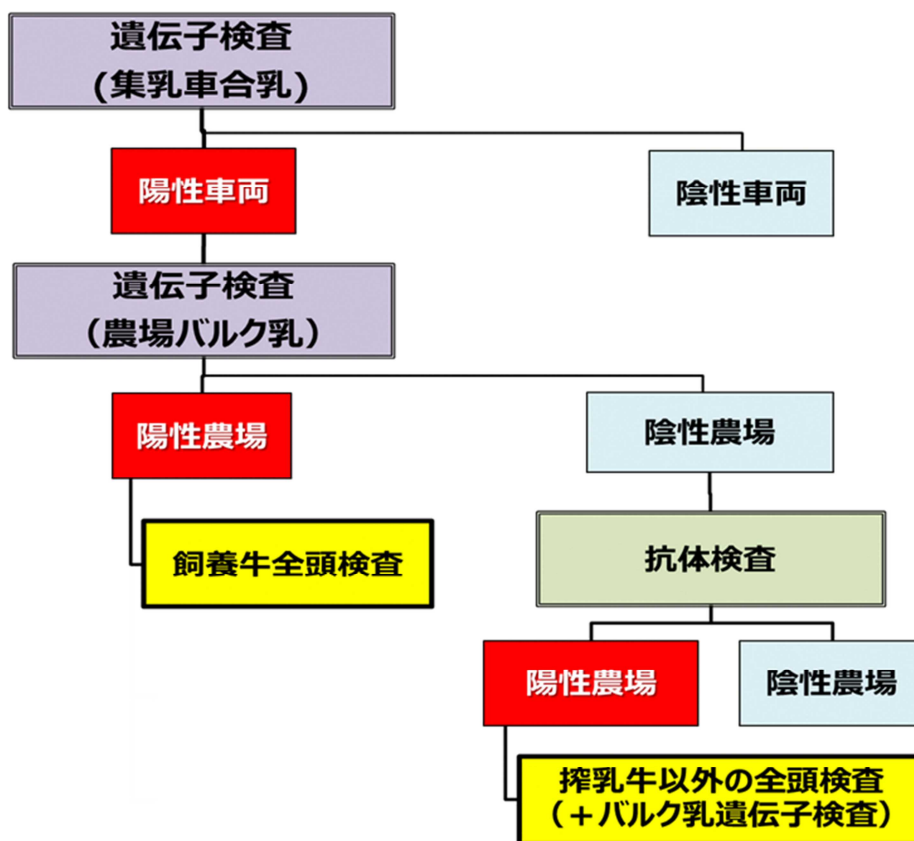 遺伝子検査
(集乳車合乳)
陽性車両
陰性車両
遺伝子検査
（農場バルク乳）
陽性農場
陰性農場
飼養牛全頭検査
抗体検査
陽性農場
陰性農場
搾乳牛以外の全頭検査
（＋バルク乳遺伝子検査）